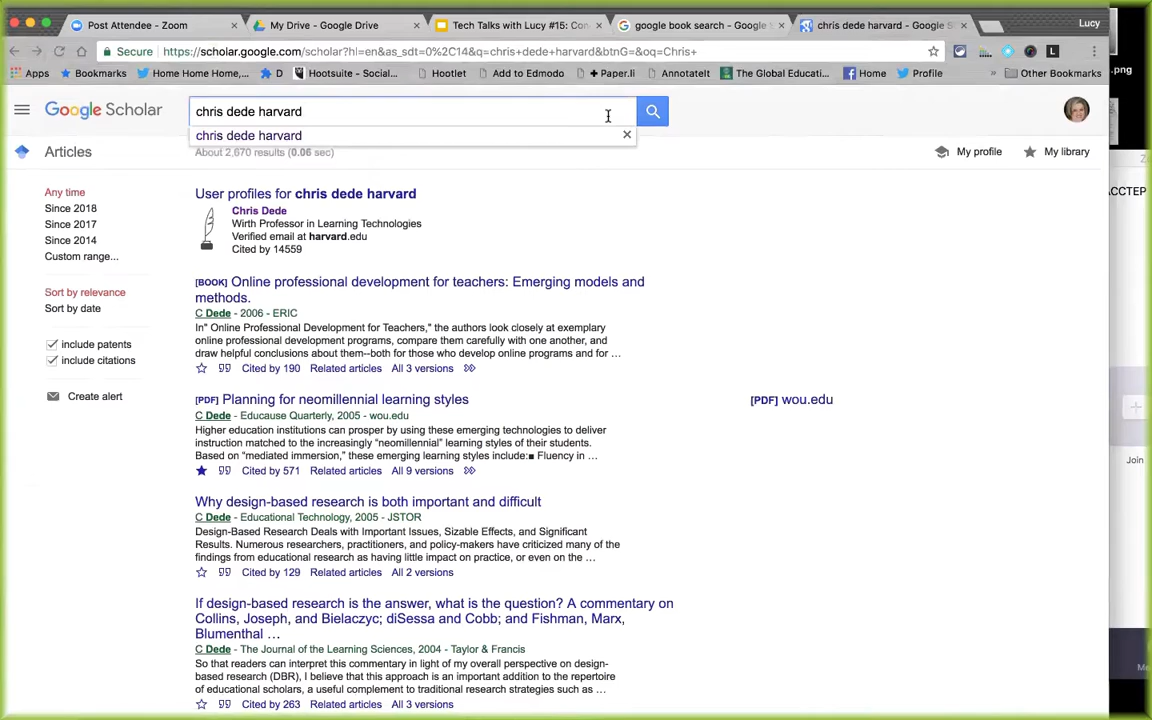 Post Attendee - Zoom
My Drive - Google Drive
Tech Talks with Lucy #15: Con
google book search - Google S
chris dede harvard - Google S
Lucy
Secure
https://scholar.google.com/scholar?hl=en&as_sdt=0%2C14&q=chris+dede+harvard&btnG=&oq=Chris+
L
.png
Apps
Bookmarks
Home Home Home,...
D
Hootsuite - Social...
Hootlet
Add to Edmodo
+ Paper.li
AnnotateIt
The Global Educati...
Home
Profile
»
Other Bookmarks
Google Scholar
chris dede harvard
chris dede harvard
Articles
About 2,670 results (0.06 sec)
My profile
My library
Any time
Since 2018
Since 2017
Since 2014
Custom range...
Sort by relevance
Sort by date
include patents
include citations
Create alert
User profiles for chris dede harvard
Chris Dede
Wirth Professor in Learning Technologies
Verified email at harvard.edu
Cited by 14559
[BOOK] Online professional development for teachers: Emerging models and
methods.
C Dede - 2006 - ERIC
In" Online Professional Development for Teachers," the authors look closely at exemplary
online professional development programs, compare them carefully with one another, and
draw helpful conclusions about them--both for those who develop online programs and for ...
Cited by 190 Related articles All 3 versions
[PDF] Planning for neomillennial learning styles
[PDF] wou.edu
C Dede - Educause Quarterly, 2005 - wou.edu
Higher education institutions can prosper by using these emerging technologies to deliver
instruction matched to the increasingly “neomillennial” learning styles of their students.
Based on “mediated immersion,” these emerging learning styles include:■ Fluency in ...
Cited by 571 Related articles All 9 versions
Why design-based research is both important and difficult
C Dede - Educational Technology, 2005 - JSTOR
Design-Based Research Deals with Important Issues, Sizable Effects, and Significant
Results. Numerous researchers, practitioners, and policy-makers have criticized many of the
findings from educational research as having little impact on practice, or even on the ...
Cited by 129 Related articles All 2 versions
If design-based research is the answer, what is the question? A commentary on
Collins, Joseph, and Bielaczyc; diSessa and Cobb; and Fishman, Marx,
Blumenthal ...
C Dede - The Journal of the Learning Sciences, 2004 - Taylor & Francis
So that readers can interpret this commentary in light of my overall perspective on design-
based research (DBR), I believe that this approach is an important addition to the repertoire
of educational scholars, a useful complement to traditional research strategies such as ...
Cited by 263 Related articles All 3 versions
ACCTEP
Join